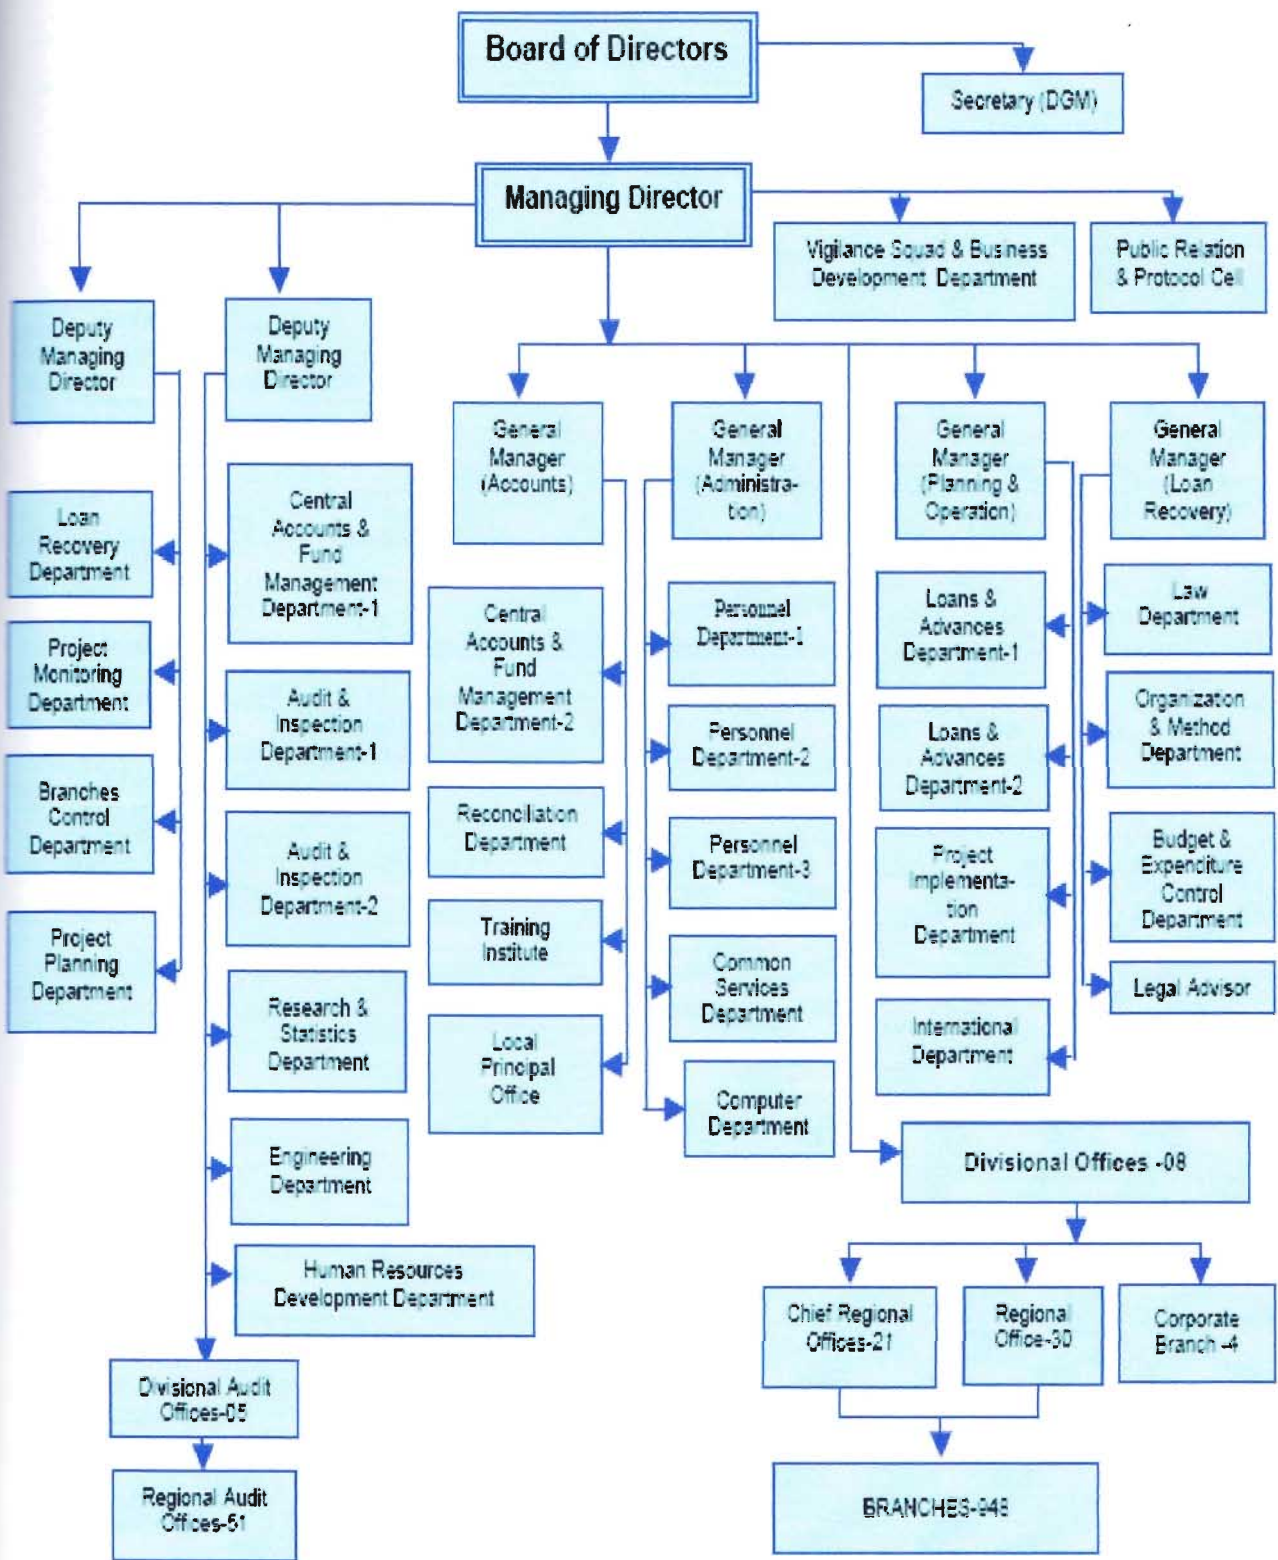 Board of Directors
Secretary (DGM)
Managing Director
Vigilance Squad & Business
Development Department
Public Relation
& Protocol Cell
Deputy
Managing
Director
Deputy
Managing
Director
General
Manager
(Accounts)
General
Manager
(Administra-
tion)
General
Manager
(Planning &
Operation)
General
Manager
(Loan
Recovery)
Loan
Recovery
Department
Project
Monitoring
Department
Branches
Control
Department
Project
Planning
Department
Central
Accounts &
Fund
Management
Department-1
Audit &
Inspection
Department-1
Audit &
Inspection
Department-2
Research &
Statistics
Department
Engineering
Department
Human Resources
Development Department
Divisional Audit
Offices-05
Regional Audit
Offices-51
Central
Accounts &
Fund
Management
Department-2
Reconciliation
Department
Training
Institute
Local
Principal
Office
Personnel
Department-1
Personnel
Department-2
Personnel
Department-3
Common
Services
Department
Computer
Department
Loans &
Advances
Department-1
Loans &
Advances
Department-2
Project
Implementa-
tion
Department
International
Department
Law
Department
Organization
& Method
Department
Budget &
Expenditure
Control
Department
Legal Advisor
Divisional Offices -08
Chief Regional
Offices-21
Regional
Office-30
Corporate
Branch -4
BRANCHES-948